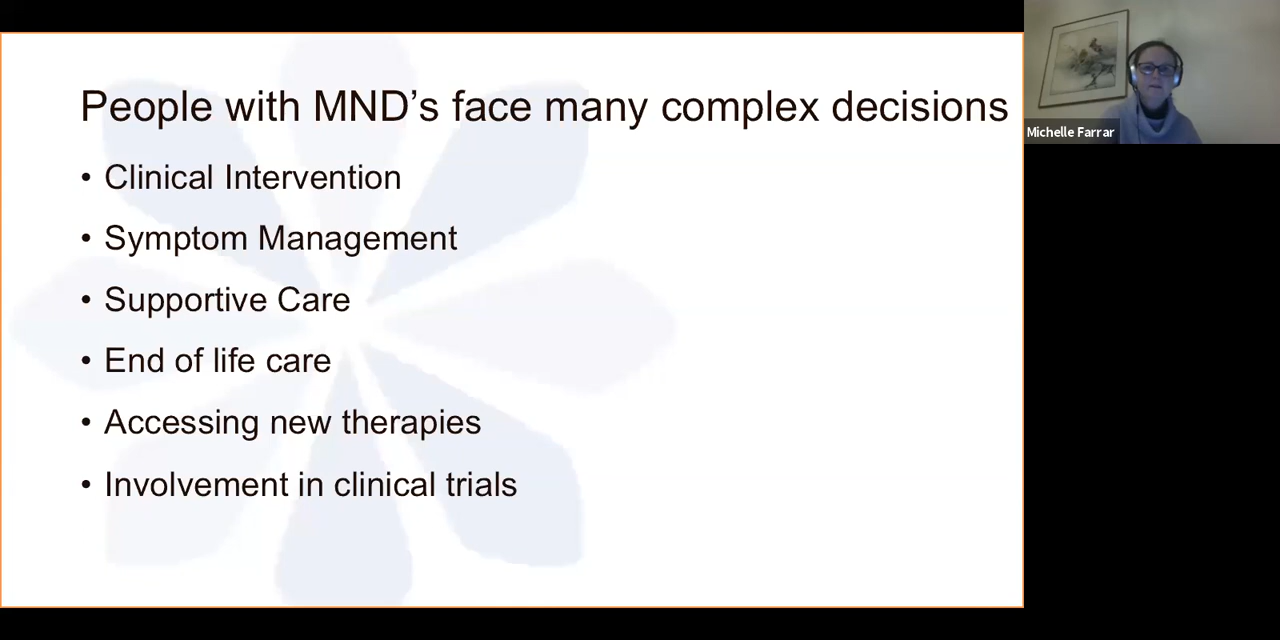 People with MND’s face many complex decisions
• Clinical Intervention
• Symptom Management
• Supportive Care
• End of life care
• Accessing new therapies
• Involvement in clinical trials
Michelle Farrar